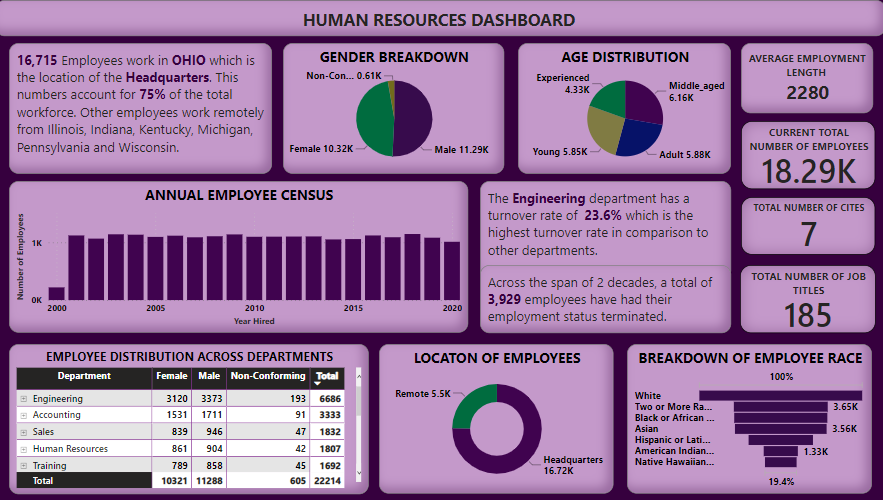 HUMAN RESOURCES DASHBOARD
16,715 Employees work in OHIO which is
the location of the Headquarters. This
numbers account for 75% of the total
workforce. Other employees work remotely
from Illinois, Indiana, Kentucky, Michigan,
Pennsylvania and Wisconsin.
GENDER BREAKDOWN
Non-Con... 0.61K
Female 10.32K
Male 11.29K
AGE DISTRIBUTION
Experienced
4.33K
Middle_aged
6.16K
Young 5.85K
Adult 5.88K
AVERAGE EMPLOYMENT
LENGTH
2280
CURRENT TOTAL
NUMBER OF EMPLOYEES
18.29K
TOTAL NUMBER OF CITES
7
TOTAL NUMBER OF JOB
TITLES
185
ANNUAL EMPLOYEE CENSUS
Number of Employees
1K
0K
2000 2005 2010 2015 2020
Year Hired
The Engineering department has a
turnover rate of 23.6% which is the
highest turnover rate in comparison to
other departments.
Across the span of 2 decades, a total of
3,929 employees have had their
employment status terminated.
EMPLOYEE DISTRIBUTION ACROSS DEPARTMENTS
Department Female Male Non-Conforming Total
Engineering 3120 3373 193 6686
Accounting 1531 1711 91 3333
Sales 839 946 47 1832
Human Resources 861 904 42 1807
Training 789 858 45 1692
Total 10321 11288 605 22214
LOCATON OF EMPLOYEES
Remote 5.5K
Headquarters
16.72K
BREAKDOWN OF EMPLOYEE RACE
100%
White
Two or More Ra... 3.65K
Black or African ...
Asian 3.56K
Hispanic or Lati...
American Indian... 1.33K
Native Hawaiian...
19.4%